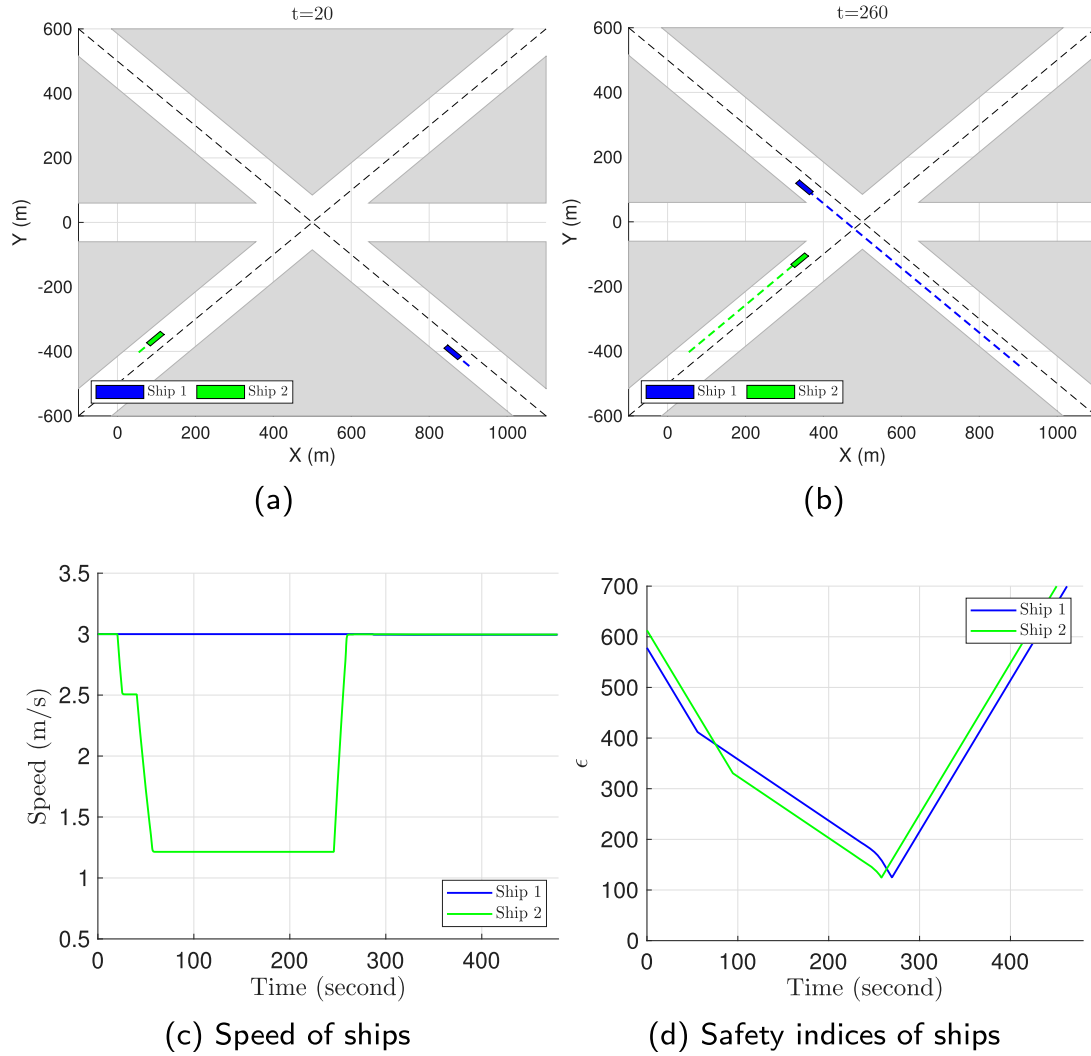 t=20
600
400
200
0
-200
-400
-600
Y (m)
Ship 1 Ship 2
0 200 400 600 800 1000
X (m)
(a)
t=260
600
400
200
0
-200
-400
-600
Y (m)
Ship 1 Ship 2
0 200 400 600 800 1000
X (m)
(b)
3.5
3
2.5
2
1.5
1
0.5
Speed (m/s)
Ship 1
Ship 2
0 100 200 300 400
Time (second)
(c) Speed of ships
700
600
500
400
300
200
100
0
ϵ
Ship 1
Ship 2
0 100 200 300 400
Time (second)
(d) Safety indices of ships